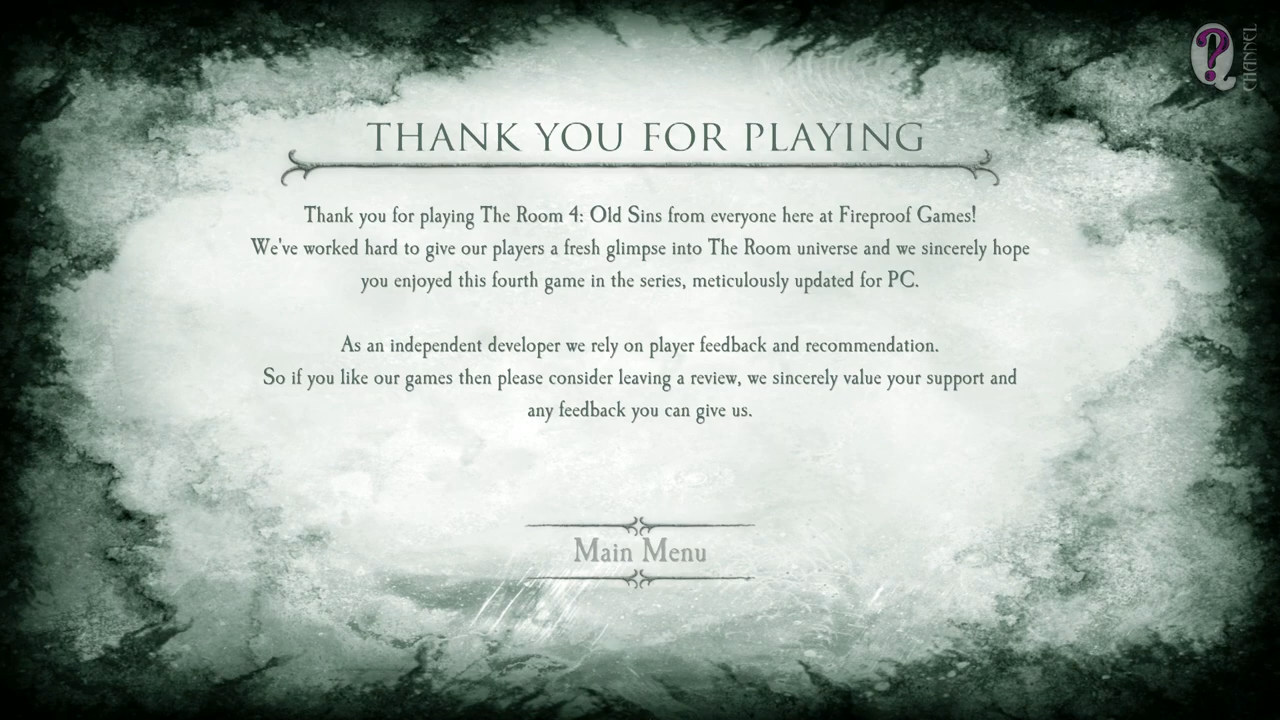 THANK YOU FOR PLAYING
Thank you for playing The Room 4: Old Sins from everyone here at Fireproof Games!
We've worked hard to give our players a fresh glimpse into The Room universe and we sincerely hope
you enjoyed this fourth game in the series, meticulously updated for PC.
As an independent developer we rely on player feedback and recommendation.
So if you like our games then please consider leaving a review, we sincerely value your support and
any feedback you can give us.
Main Menu
Q?
CHANNEL